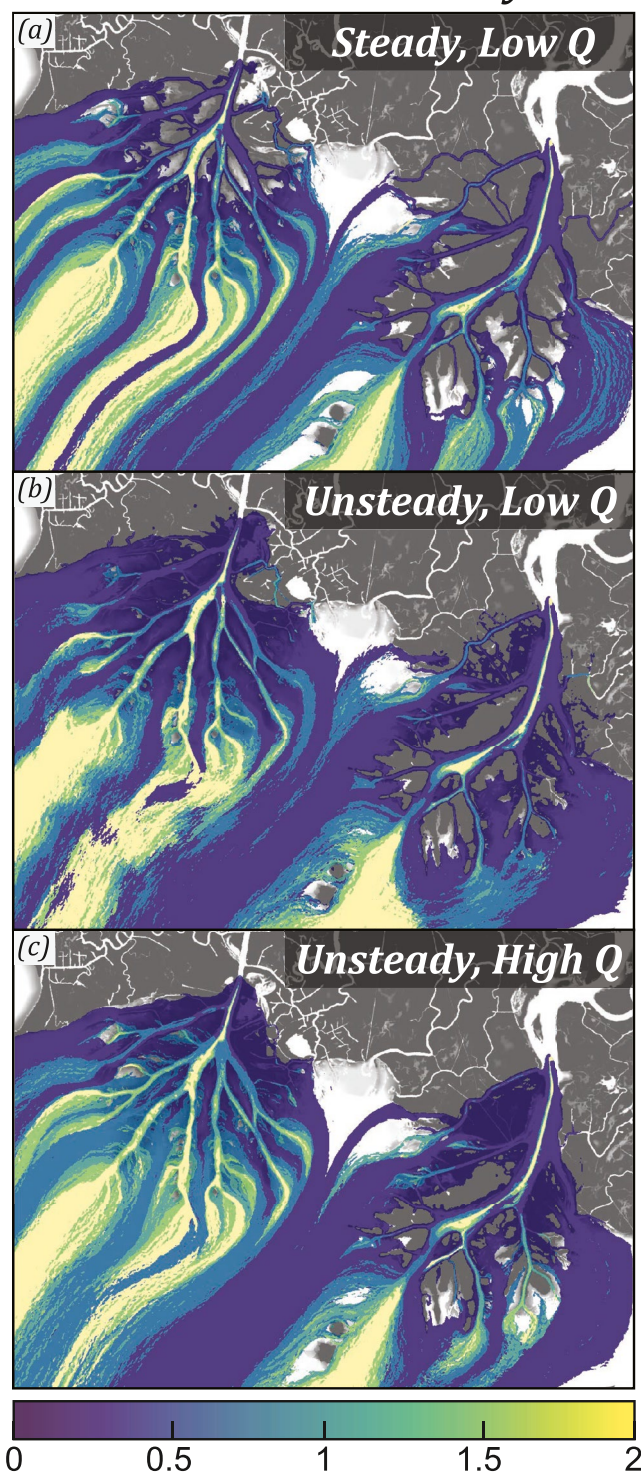 (a)
Steady, Low Q
(b)
Unsteady, Low Q
(c)
Unsteady, High Q
0 0.5 1 1.5 2